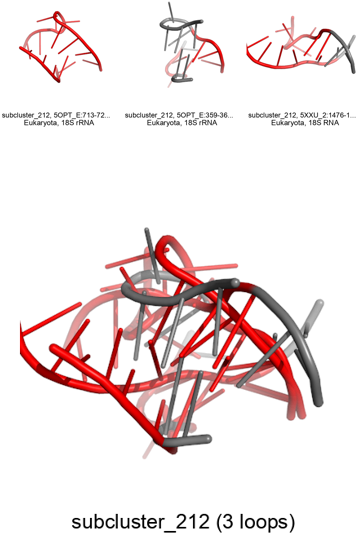 subcluster_212, 5OPT_E:713-72...
Eukaryota, 18S rRNA
subcluster_212, 5OPT_E:359-36...
Eukaryota, 18S rRNA
subcluster_212, 5XXU_2:1476-1...
Eukaryota, 18S RNA
subcluster_212 (3 loops)